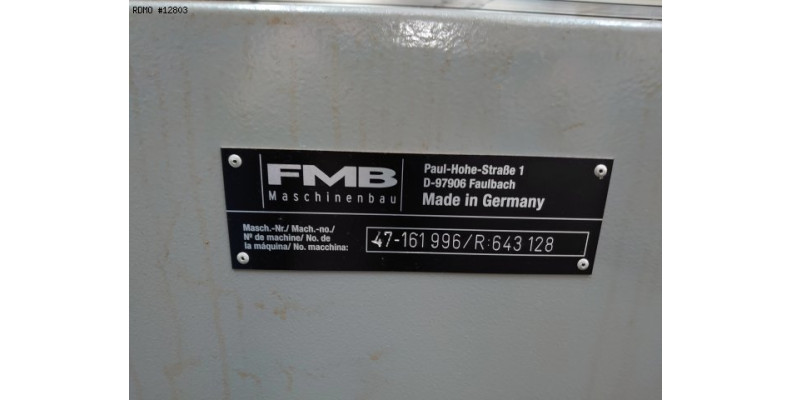 RDMO #12803
FMB
Maschinenbau
Paul-Hohe-Straße 1
D-97906 Faulbach
Made in Germany
Masch.-Nr./ Mach.-no./
Nº de machine/ No. de
la máquina/ No. macchina:
47-161 996/R:643 128